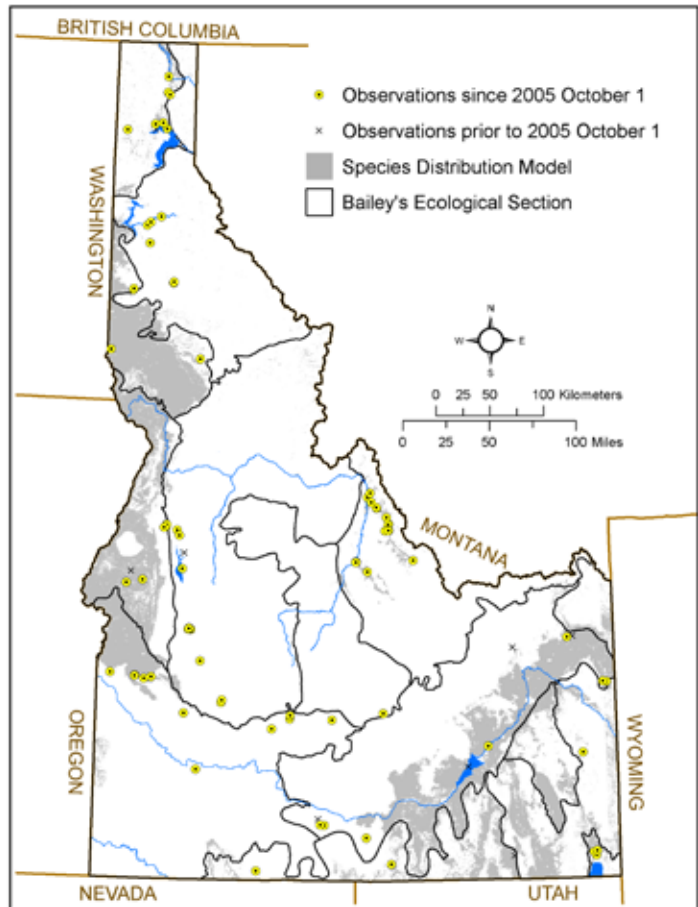 BRITISH COLUMBIA
Observations since 2005 October 1
Observations prior to 2005 October 1
Species Distribution Model
Bailey's Ecological Section
WASHINGTON
N
W E
S
0 25 50 100 Kilometers
0 25 50 100 Miles
MONTANA
OREGON
WYOMING
NEVADA
UTAH